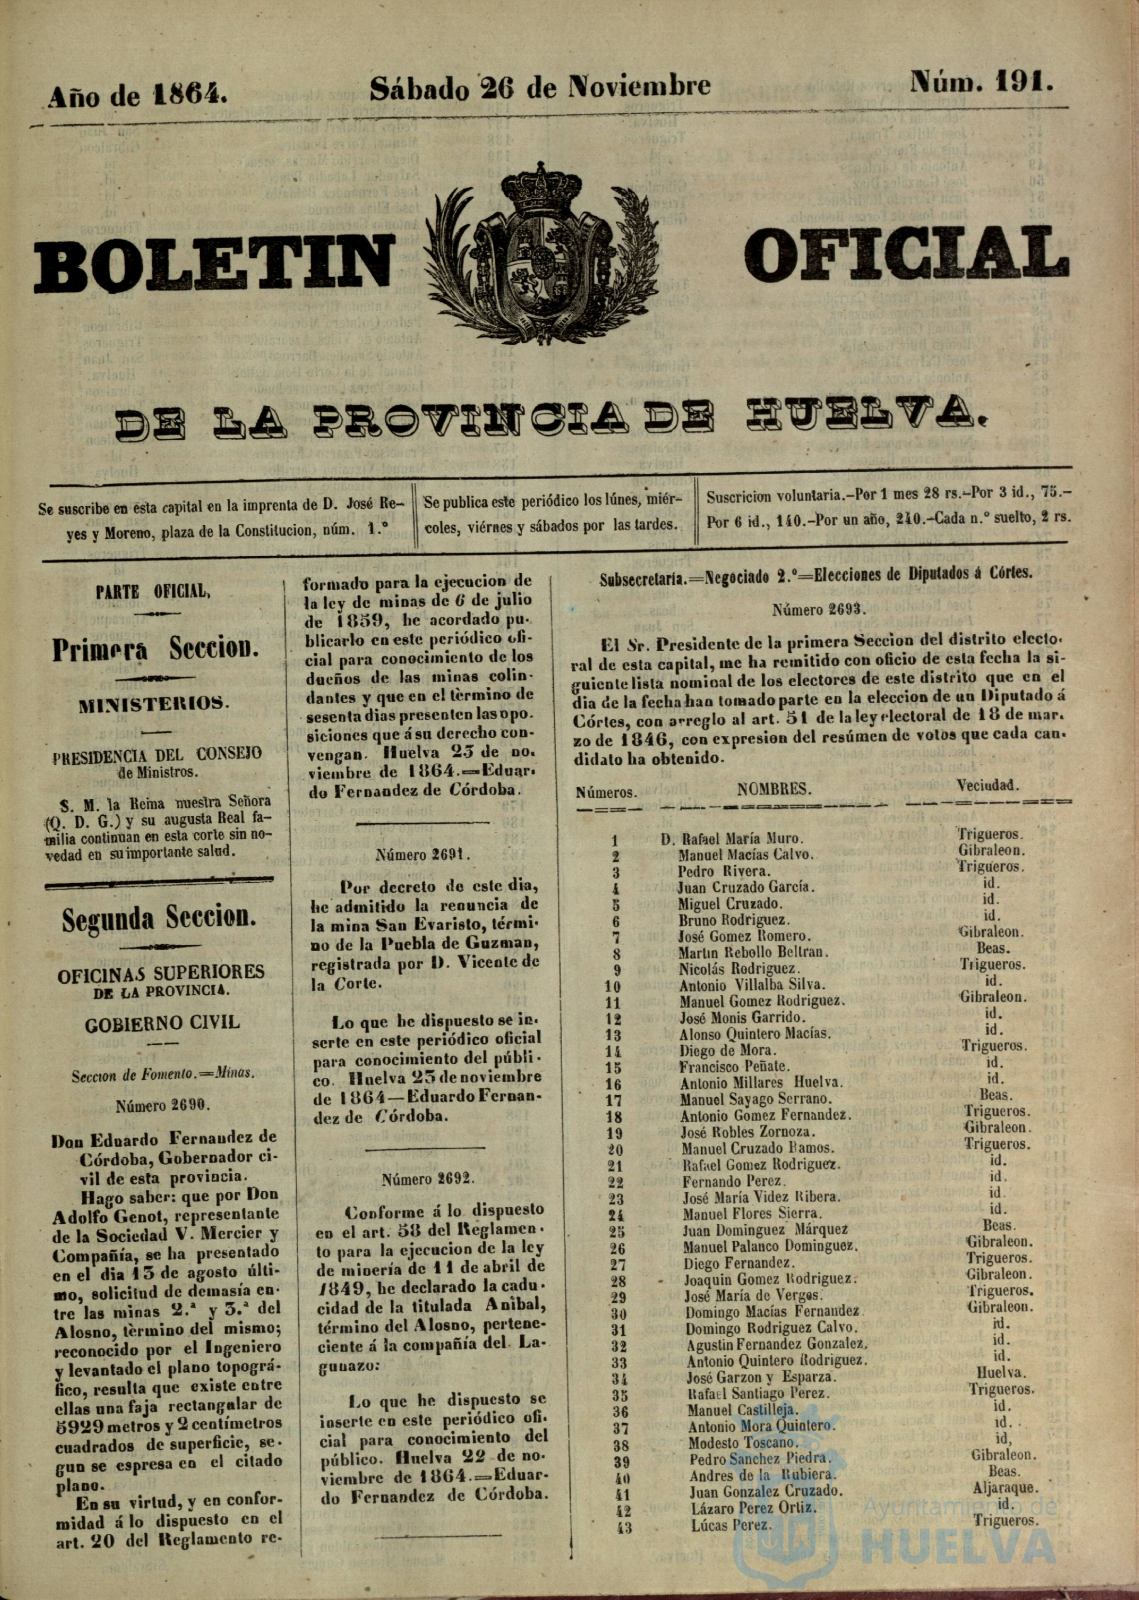 Año de 1864.
Sábado 26 de Noviembre
Núm. 191.
BOLETIN OFICIAL
DE LA PROVINCIA DE HUELVA.
Se suscribe en esta capital en la imprenta de D. José Re-
yes y Moreno, plaza de la Constitucion, núm. 1.º
Se publica este periódico los lúnes, miér-
coles, viérnes y sábados por las tardes.
Suscricion voluntaria.-Por 1 mes 28 rs.-Por 3 id., 75.-
Por 6 id., 140.-Por un año, 240.-Cada n.º suelto, 2 rs.
PARTE OFICIAL,
Primera Seccion.
MINISTERIOS.
PRESIDENCIA DEL CONSEJO
de Ministros.
S. M. la Reina nuestra Señora
(Q. D. G.) y su augusta Real fa-
milia continuan en esta corte sin no-
vedad en su importante salud.
Segunda Seccion.
OFICINAS SUPERIORES
DE LA PROVINCIA.
GOBIERNO CIVIL
Seccion de Fomento.=Minas.
Número 2690.
Don Eduardo Fernandez de
Córdoba, Gobernador ci-
vil de esta provincia.
Hago saber: que por Don
Adolfo Genot, representante
de la Sociedad V. Mercier y
Compañía, se ha presentado
en el dia 13 de agosto últi-
mo, solicitud de demasía en-
tre las minas 2.ª y 3.ª del
Alosno, tèrmino del mismo;
reconocido por el Ingeniero
y levantado el plano topográ-
fico, resulta que existe entre
ellas una faja rectangular de
5929 metros y 2 centímetros
cuadrados de superficie, se-
gun se espresa en el citado
plano.
En su virtud, y en confor-
midad á lo dispuesto en el
art. 20 del Reglamento re-
formado para la ejecucion de
la ley de minas de 6 de julio
de 1859, he acordado pu-
blicarlo en este periódico ofi-
cial para conocimiento de los
dueños de las minas colin-
dantes y que en el tèrmino de
sesenta dias presenten las opo.
siciones que á su derecho con-
vengan. Huelva 23 de no.
viembre de 1864.=Eduar.
do Fernandez de Córdoba.
Número 2691.
Por decreto de este dia,
he admitido la renuncia de
la mina San Evaristo, térmi-
no de la Puebla de Guzman,
registrada por D. Vicente de
la Corte.
Lo que he dispuesto se in-
serte en este periódico oficial
para conocimiento del públi-
co. Huelva 23 de noviembre
de 1864—Eduardo Fernan-
dez de Córdoba.
Número 2692.
Conforme á lo dispuesto
en el art. 58 del Reglamen.
to para la ejecucion de la ley
de minería de 11 de abril de
1849, he declarado la cadu-
cidad de la titulada Anibal,
término del Alosno, pertene-
ciente á la compañía del La-
gunazo:
Lo que he dispuesto se
inserte en este periódico ofi-
cial para conocimiento del
público. Huelva 22 de no-
viembre de 1864.=Eduar-
do Fernandez de Córdoba.
Subsecretaría.=Negociado 2.º=Elecciones de Diputados á Córtes.
Número 2693.
El Sr. Presidente de la primera Seccion del distrito electo-
ral de esta capital, me ha remitido con oficio de esta fecha la si-
guiente lista nominal de los electores de este distrito que en el
dia de la fecha han tomado parte en la eleccion de un Diputado á
Córtes, con arreglo al art. 51 de la ley electoral de 18 de mar.
zo de 1846, con expresion del resúmen de votos que cada can-
didato ha obtenido.
Números. NOMBRES. Veciudad.
1 D. Rafael María Muro. Trigueros.
2 Manuel Macías Calvo. Gibraleon.
3 Pedro Rivera. Trigueros.
4 Juan Cruzado García. id.
5 Miguel Cruzado. id.
6 Bruno Rodriguez. id.
7 José Gomez Romero. Gibraleon.
8 Martin Rebollo Beltran. Beas.
9 Nicolás Rodriguez. Trigueros.
10 Antonio Villalba Silva. id.
11 Manuel Gomez Rodriguez. Gibraleon.
12 José Monis Garrido. id.
13 Alonso Quintero Macías. id.
14 Diego de Mora. Trigueros.
15 Francisco Peñate. id.
16 Antonio Millares Huelva. id.
17 Manuel Sayago Serrano. Beas.
18 Antonio Gomez Fernandez. Trigueros.
19 José Robles Zornoza. Gibraleon.
20 Manuel Cruzado Ramos. Trigueros.
21 Rafael Gomez Rodriguez. id.
22 Fernando Perez. id.
23 José María Videz Ribera. id.
24 Manuel Flores Sierra. id.
25 Juan Dominguez Márquez Beas.
26 Manuel Palanco Dominguez. Gibraleon.
27 Diego Fernandez. Trigueros.
28 Joaquin Gomez Rodriguez. Gibraleon.
29 José María de Verges. Trigueros.
30 Domingo Macías Fernandez Gibraleon.
31 Domingo Rodriguez Calvo. id.
32 Agustin Fernandez Gonzalez. id.
33 Antonio Quintero Rodriguez. id.
34 José Garzon y Esparza. Huelva.
35 Rafael Santiago Perez. Trigueros.
36 Manuel Castilleja. id.
37 Antonio Mora Quintero. id.
38 Modesto Toscano. id,
39 Pedro Sanchez Piedra. Gibraleon.
40 Andres de la Rubiera. Beas.
41 Juan Gonzalez Cruzado. Aljaraque.
42 Lázaro Perez Ortiz. id.
43 Lúcas Perez. Trigueros.
Ayuntamiento de
HUELVA